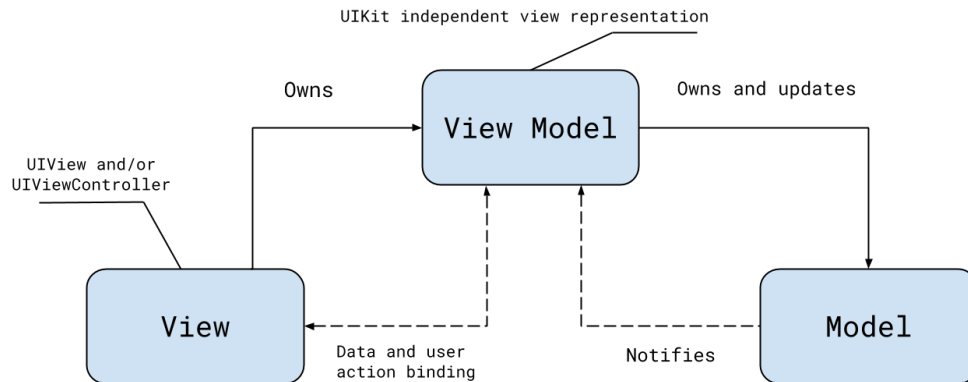 UIKit independent view representation
Owns
Owns and updates
View Model
UIView and/or
UIViewController
View
Model
Data and user
action binding
Notifies